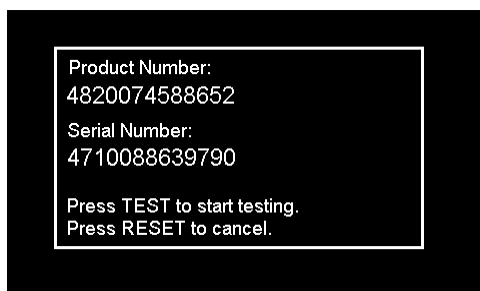 Product Number:
4820074588652
Serial Number:
4710088639790
Press TEST to start testing.
Press RESET to cancel.